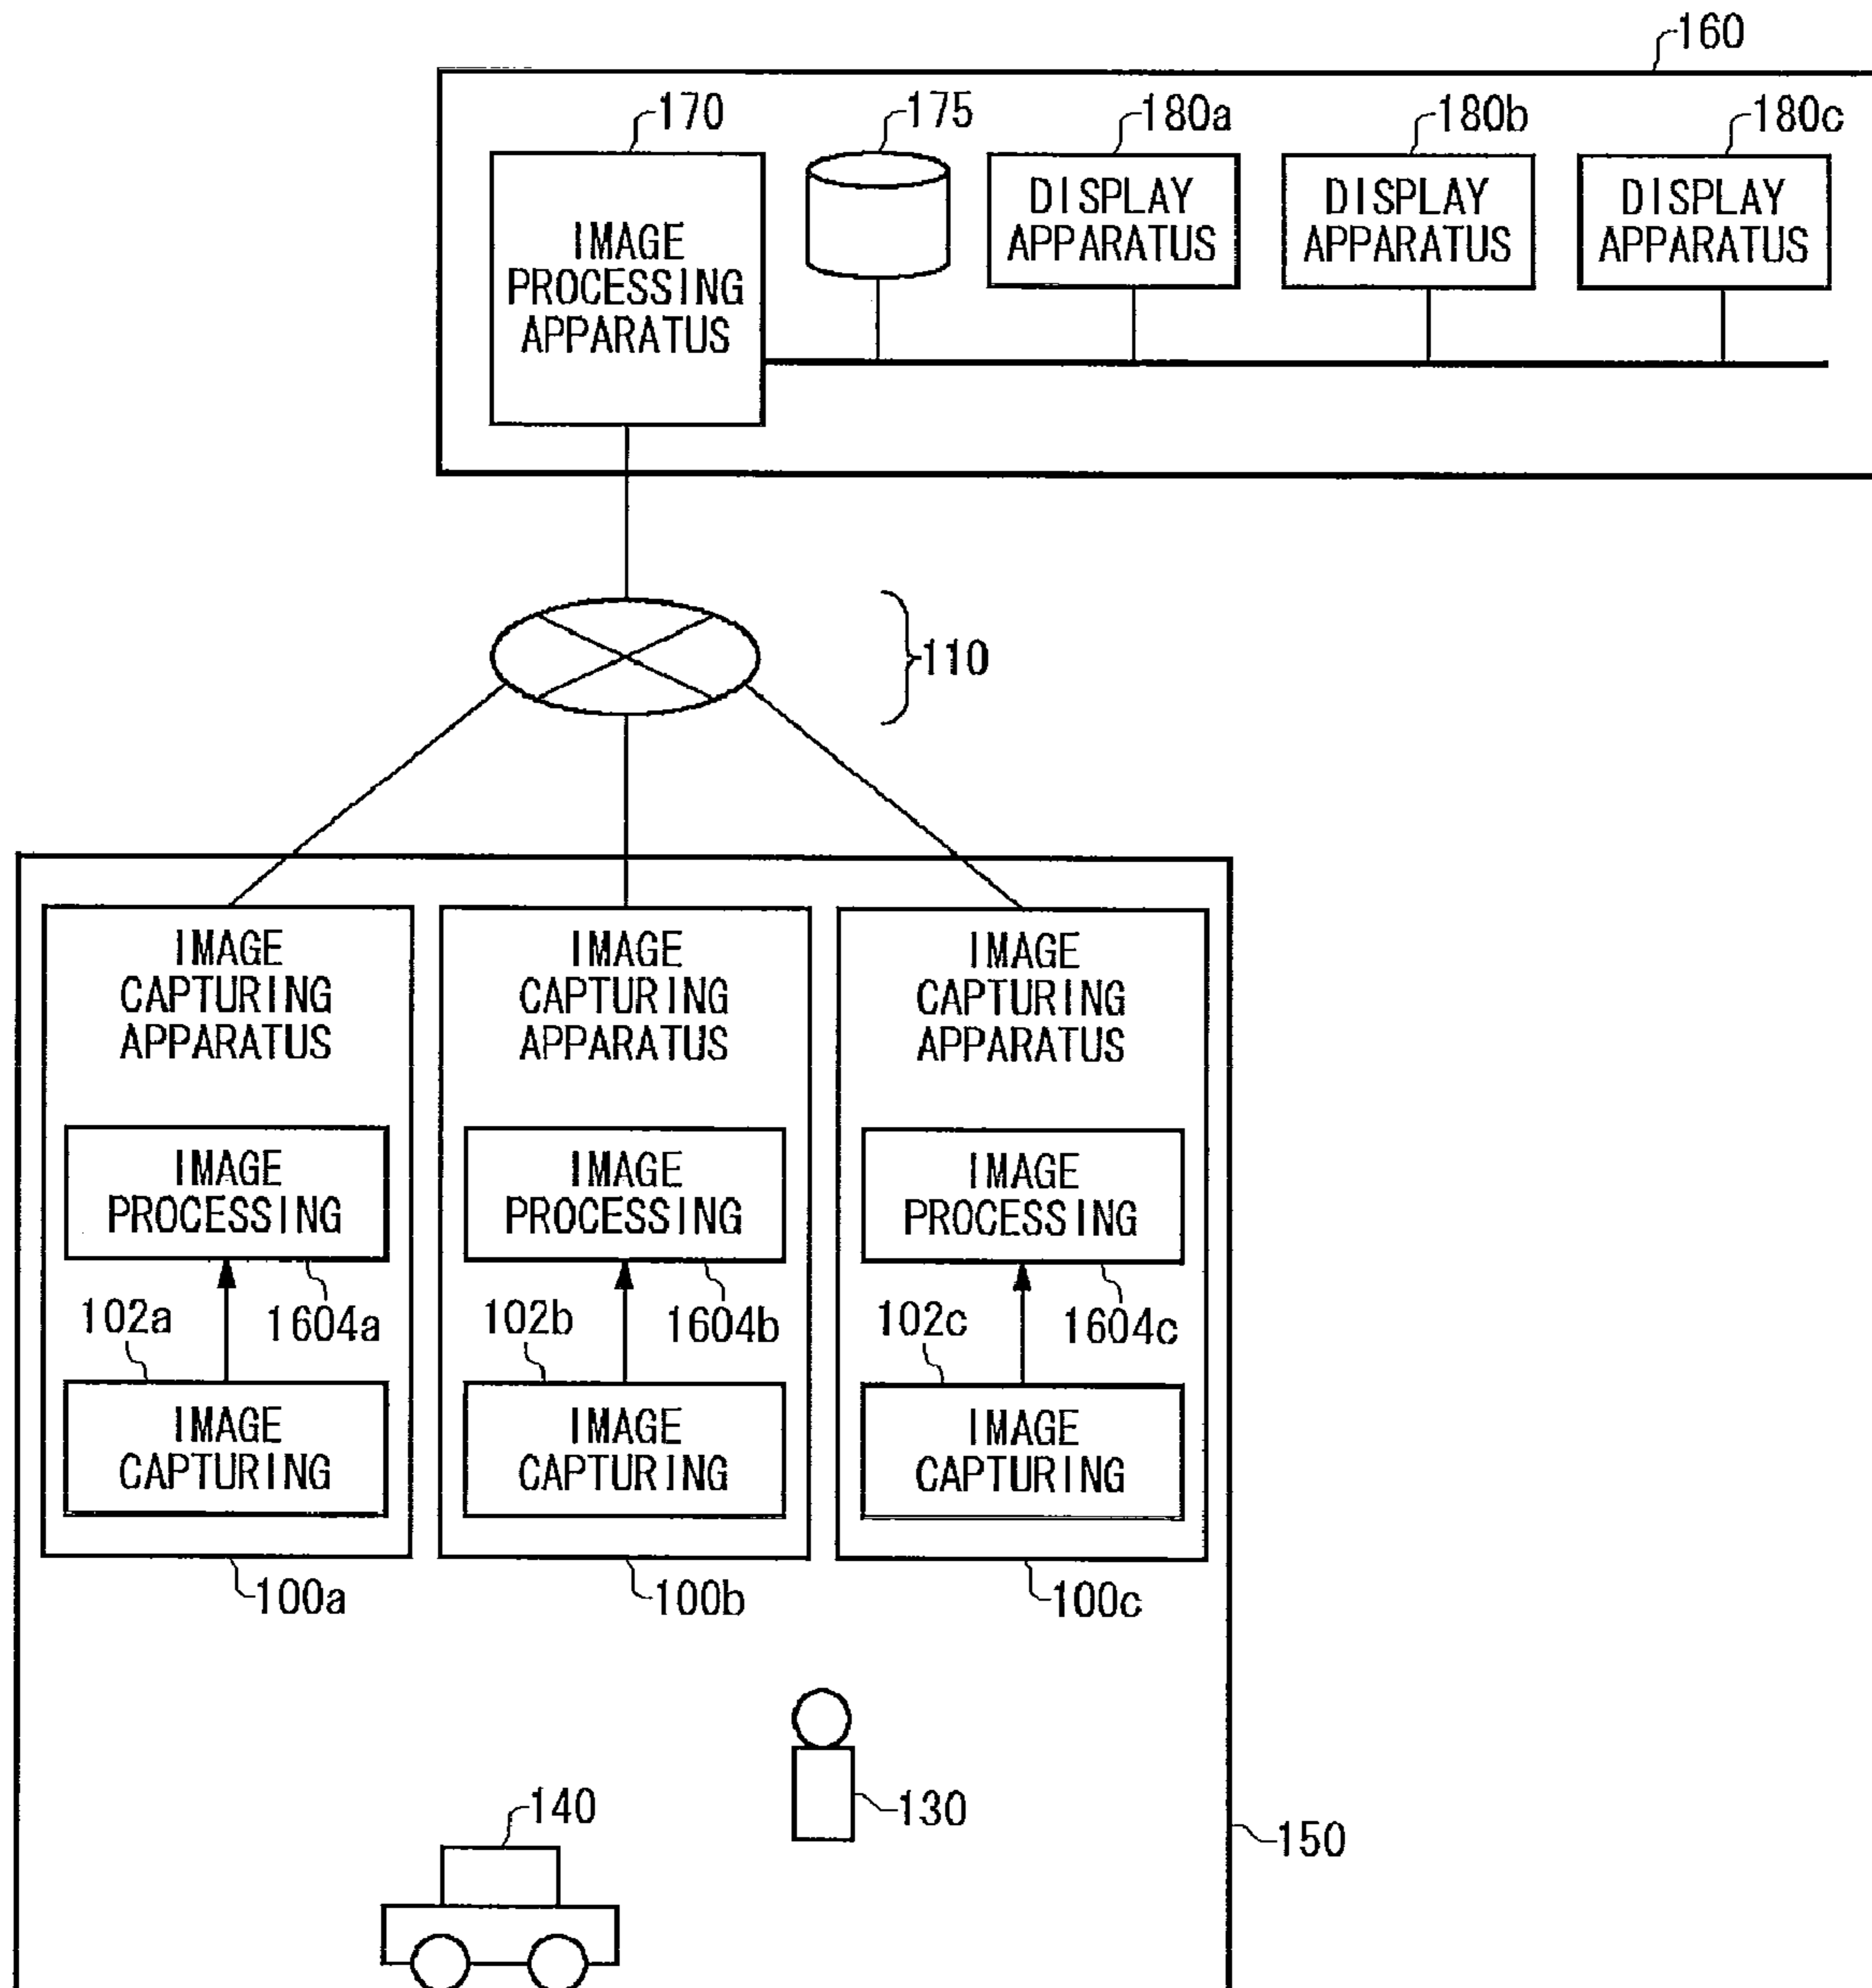 160
170
175
180a
180b
180c
IMAGE
PROCESSING
APPARATUS
DISPLAY
APPARATUS
DISPLAY
APPARATUS
DISPLAY
APPARATUS
110
IMAGE
CAPTURING
APPARATUS
IMAGE
CAPTURING
APPARATUS
IMAGE
CAPTURING
APPARATUS
IMAGE
PROCESSING
IMAGE
PROCESSING
IMAGE
PROCESSING
102a
1604a
102b
1604b
102c
1604c
IMAGE
CAPTURING
IMAGE
CAPTURING
IMAGE
CAPTURING
100a
100b
100c
130
140
150